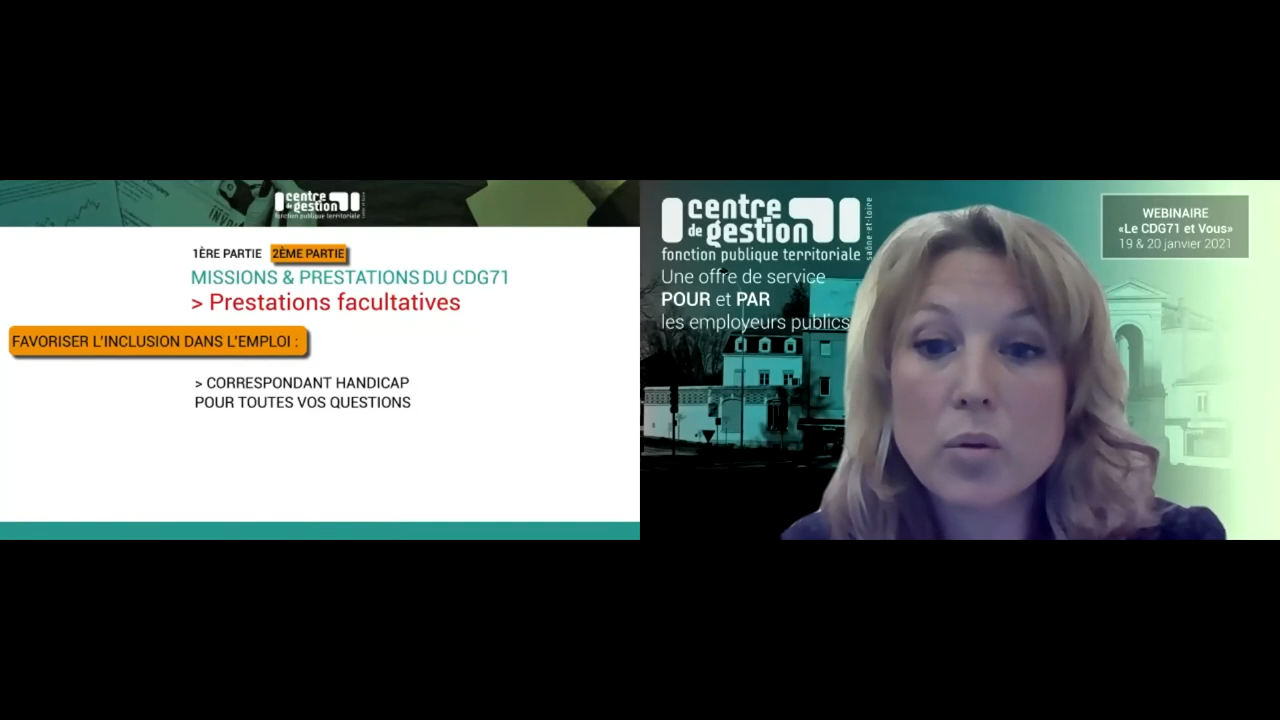 centre
de gestion
fonction publique territoriale
1ÈRE PARTIE 2ÈME PARTIE
MISSIONS & PRESTATIONS DU CDG71
> Prestations facultatives
FAVORISER L'INCLUSION DANS L'EMPLOI :
> CORRESPONDANT HANDICAP
POUR TOUTES VOS QUESTIONS
centre
de gestion 71
fonction publique territoriale
saône-et-loire
Une offre de service
POUR et PAR
les employeurs publics
WEBINAIRE
«Le CDG71 et Vous»
19 & 20 janvier 2021